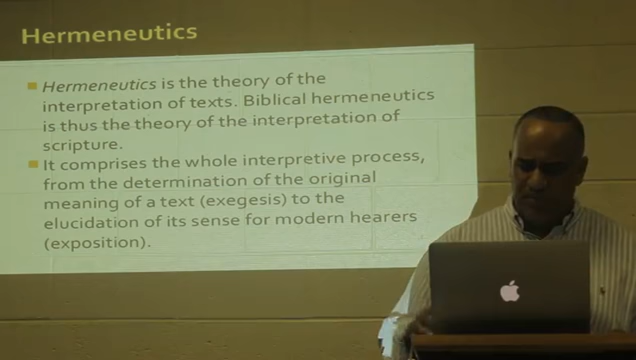 Hermeneutics
Hermeneutics is the theory of the
interpretation of texts. Biblical hermeneutics
is thus the theory of the interpretation of
scripture.
It comprises the whole interpretive process,
from the determination of the original
meaning of a text (exegesis) to the
elucidation of its sense for modern hearers
(exposition).